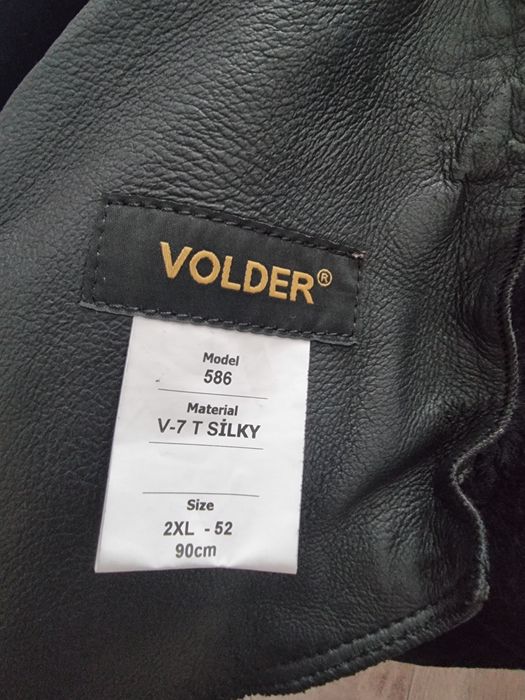 VOLDER®
Model
586
Material
V-7 T SİLKY
Size
2XL - 52
90cm